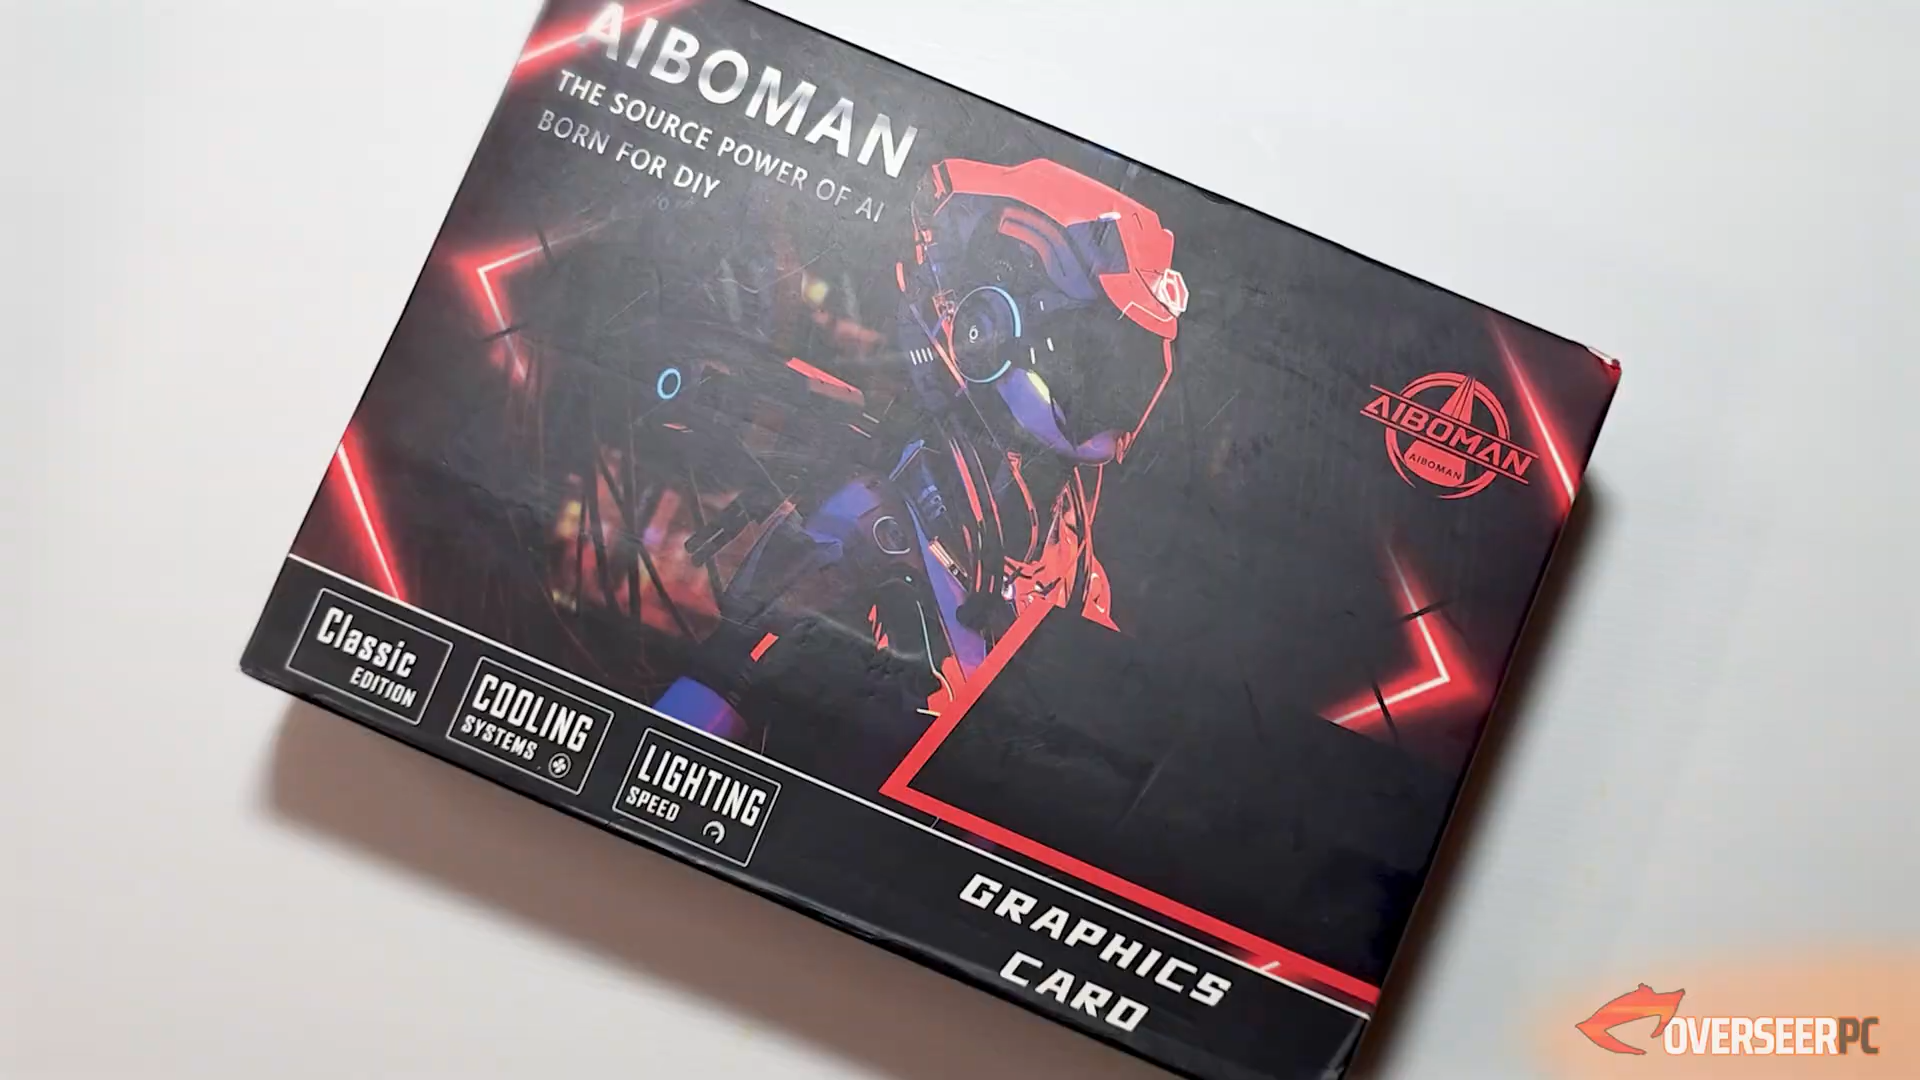 AIBOMAN
THE SOURCE POWER OF AI
BORN FOR DIY
AIBOMAN
AIBOMAN
Classic
EDITION
COOLING
SYSTEMS
LIGHTING
SPEED
GRAPHICS
CARD
OVERSEERPC